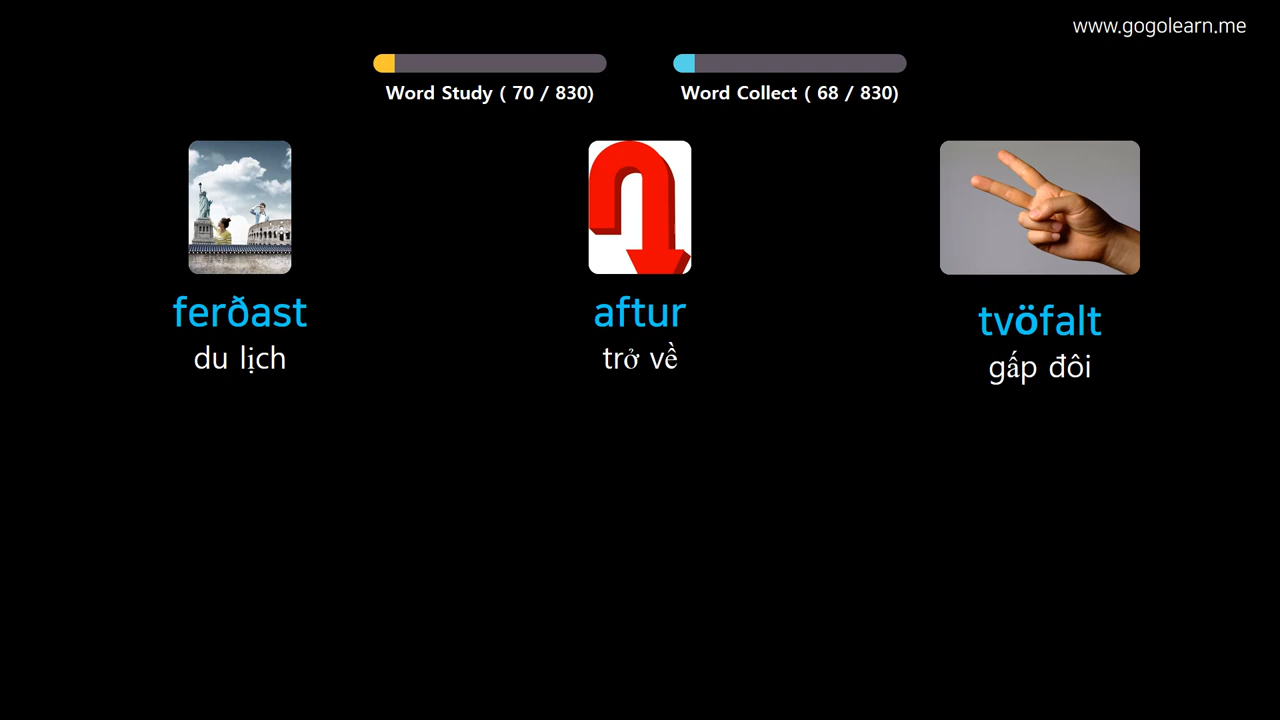 www.gogolearn.me
Word Study ( 70 / 830)
Word Collect ( 68 / 830)
ferðast
aftur
tvöfalt
du lịch
trở về
gấp đôi